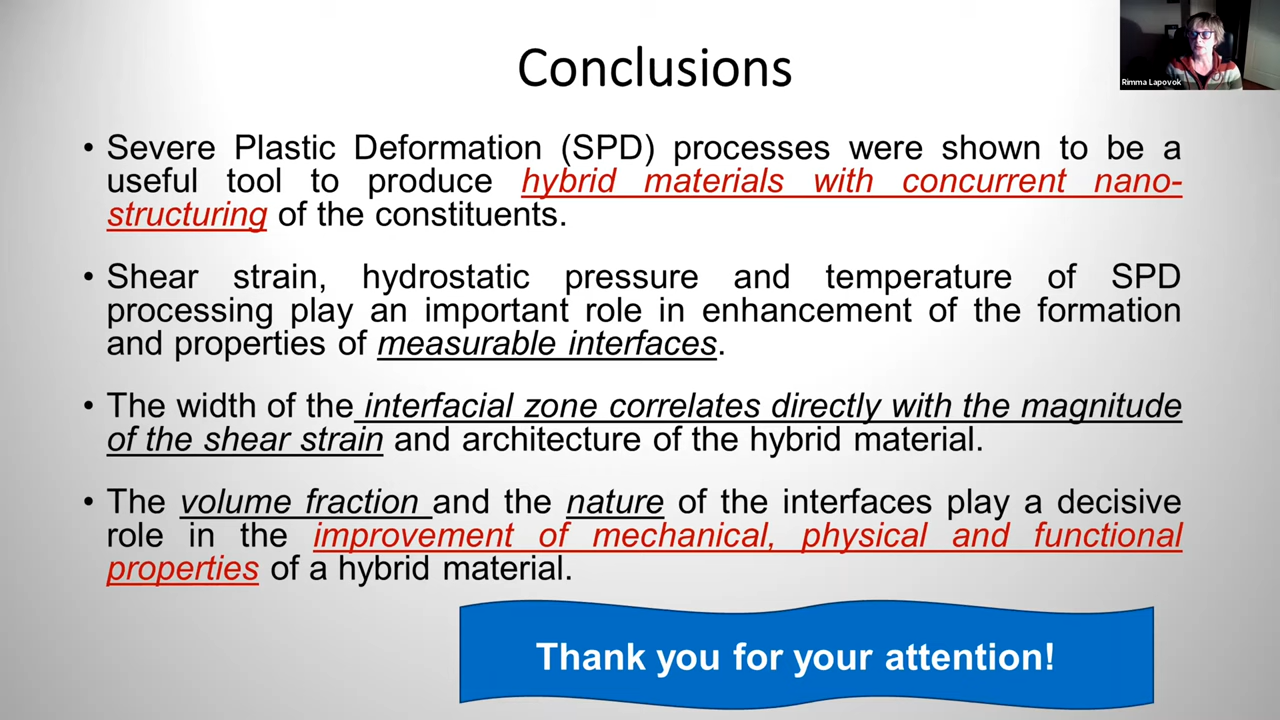 Conclusions
Rimma Lapovok
• Severe Plastic Deformation (SPD) processes were shown to be a
useful tool to produce hybrid materials with concurrent nano-
structuring of the constituents.
• Shear strain, hydrostatic pressure and temperature of SPD
processing play an important role in enhancement of the formation
and properties of measurable interfaces.
• The width of the interfacial zone correlates directly with the magnitude
of the shear strain and architecture of the hybrid material.
• The volume fraction and the nature of the interfaces play a decisive
role in the improvement of mechanical, physical and functional
properties of a hybrid material.
Thank you for your attention!